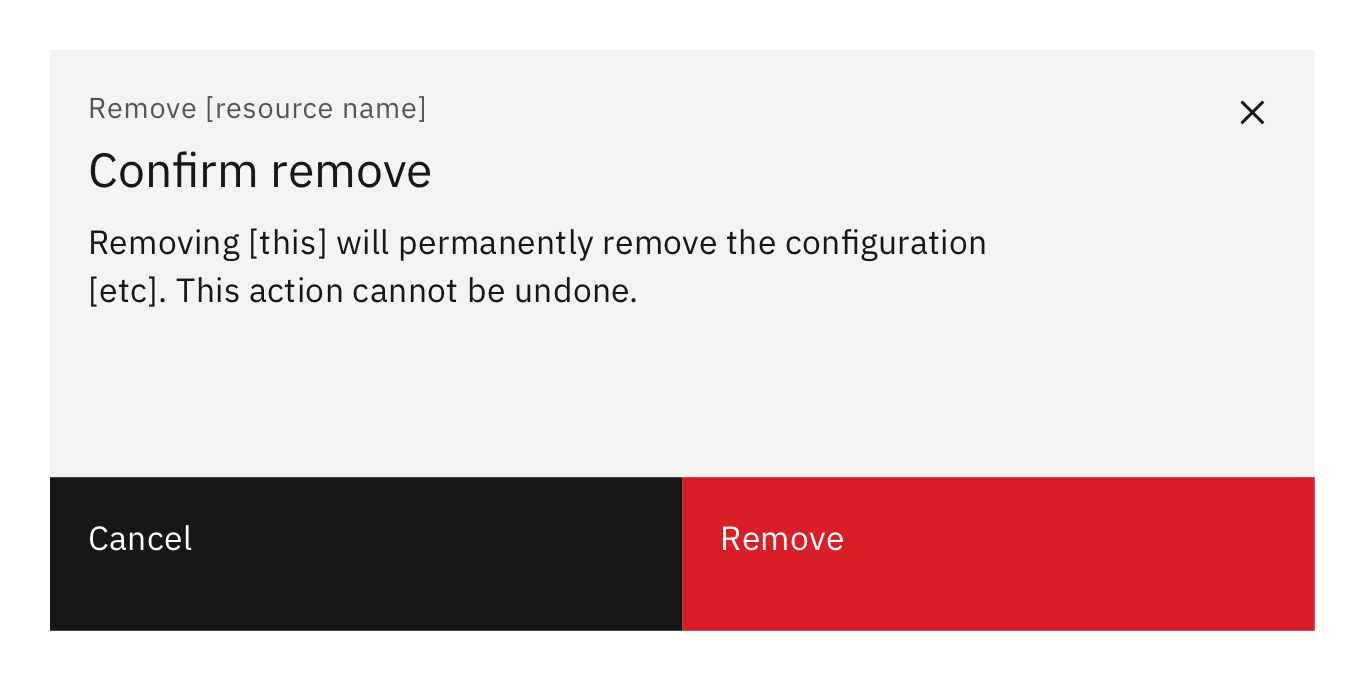 Remove [resource name]
Confirm remove
Removing [this] will permanently remove the configuration
[etc]. This action cannot be undone.
Cancel
Remove